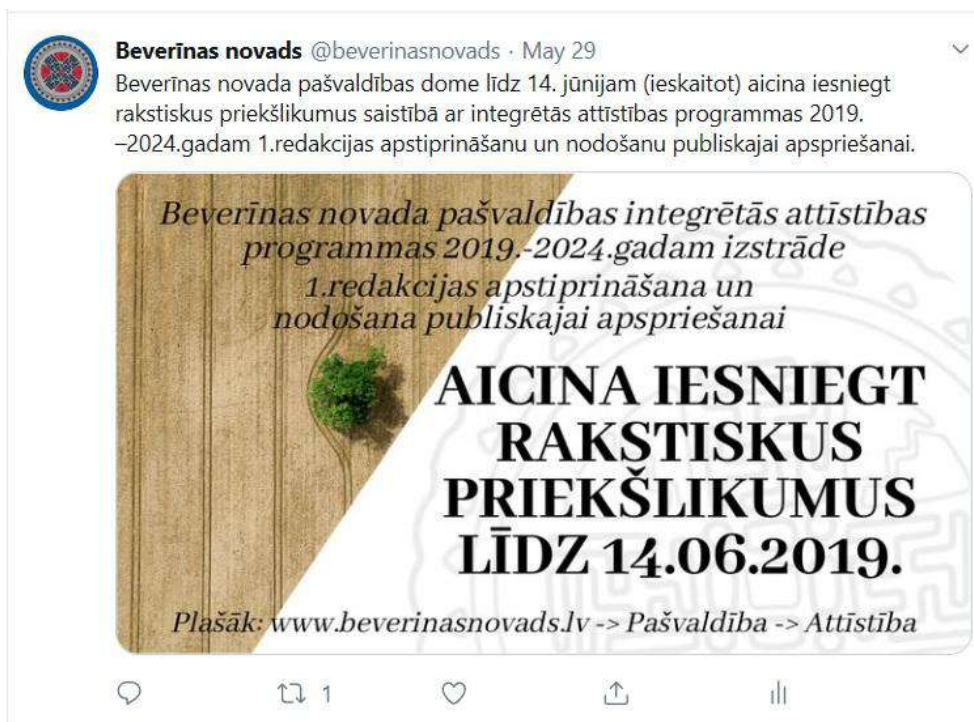 Beverīnas novads @beverinasnovads · May 29
Beverīnas novada pašvaldības dome līdz 14. jūnijam (ieskaitot) aicina iesniegt
rakstiskus priekšlikumus saistībā ar integrētās attīstības programmas 2019.
–2024.gadam 1.redakcijas apstiprināšanu un nodošanu publiskajai apspriešanai.
Beverīnas novada pašvaldības integrētās attīstības
programmas 2019.-2024.gadam izstrāde
1.redakcijas apstiprināšana un
nodošana publiskajai apspriešanai
AICINA IESNIEGT
RAKSTISKUS
PRIEKŠLIKUMUS
LĪDZ 14.06.2019.
Plašāk: www.beverinasnovads.lv -> Pašvaldība -> Attīstība
1